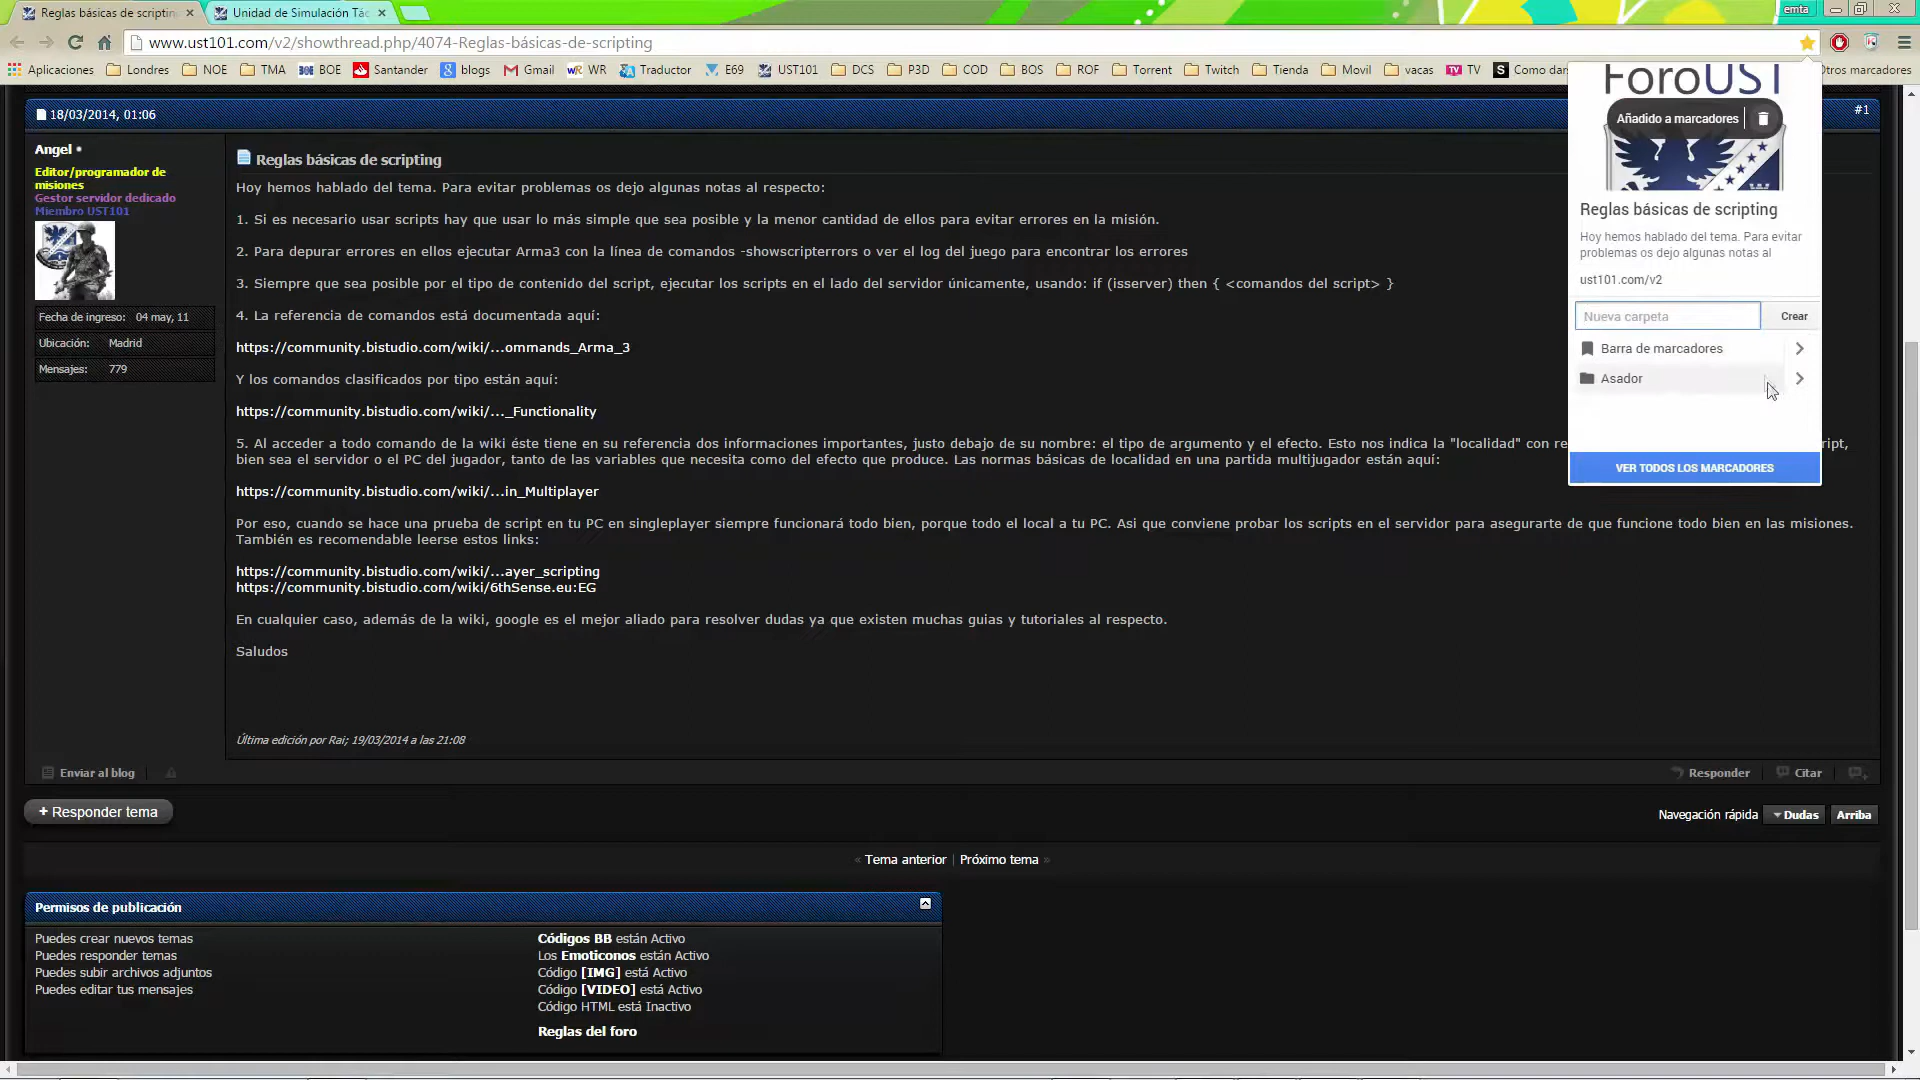 Reglas básicas de scripting
Unidad de Simulación Tác
emta
www.ust101.com/v2/showthread.php/4074-Reglas-básicas-de-scripting
Aplicaciones Londres NOE TMA BOE Santander blogs Gmail WR Traductor E69 UST101 DCS P3D COD BOS ROF Torrent Twitch Tienda Movil vacas TV Como dar Otros marcadores
18/03/2014, 01:06
#1
Angel
Editor/programador de
misiones
Gestor servidor dedicado
Miembro UST101
Fecha de ingreso: 04 may, 11
Ubicación: Madrid
Mensajes: 779
Reglas básicas de scripting
Hoy hemos hablado del tema. Para evitar problemas os dejo algunas notas al respecto:
1. Si es necesario usar scripts hay que usar lo más simple que sea posible y la menor cantidad de ellos para evitar errores en la misión.
2. Para depurar errores en ellos ejecutar Arma3 con la línea de comandos -showscripterrors o ver el log del juego para encontrar los errores
3. Siempre que sea posible por el tipo de contenido del script, ejecutar los scripts en el lado del servidor únicamente, usando: if (isserver) then { <comandos del script> }
4. La referencia de comandos está documentada aquí:
https://community.bistudio.com/wiki/...ommands_Arma_3
Y los comandos clasificados por tipo están aquí:
https://community.bistudio.com/wiki/..._Functionality
5. Al acceder a todo comando de la wiki éste tiene en su referencia dos informaciones importantes, justo debajo de su nombre: el tipo de argumento y el efecto. Esto nos indica la "localidad" con re
ript,
bien sea el servidor o el PC del jugador, tanto de las variables que necesita como del efecto que produce. Las normas básicas de localidad en una partida multijugador están aquí:
https://community.bistudio.com/wiki/...in_Multiplayer
Por eso, cuando se hace una prueba de script en tu PC en singleplayer siempre funcionará todo bien, porque todo el local a tu PC. Asi que conviene probar los scripts en el servidor para asegurarte de que funcione todo bien en las misiones.
También es recomendable leerse estos links:
https://community.bistudio.com/wiki/...ayer_scripting
https://community.bistudio.com/wiki/6thSense.eu:EG
En cualquier caso, además de la wiki, google es el mejor aliado para resolver dudas ya que existen muchas guias y tutoriales al respecto.
Saludos
Última edición por Rai; 19/03/2014 a las 21:08
Enviar al blog
Responder Citar
+ Responder tema
Navegación rápida Dudas Arriba
« Tema anterior | Próximo tema »
Permisos de publicación
Puedes crear nuevos temas
Puedes responder temas
Puedes subir archivos adjuntos
Puedes editar tus mensajes
Códigos BB están Activo
Los Emoticonos están Activo
Código [IMG] está Activo
Código [VIDEO] está Activo
Código HTML está Inactivo
Reglas del foro
ForoUST
Añadido a marcadores
Reglas básicas de scripting
Hoy hemos hablado del tema. Para evitar
problemas os dejo algunas notas al
ust101.com/v2
Nueva carpeta Crear
Barra de marcadores
Asador
VER TODOS LOS MARCADORES